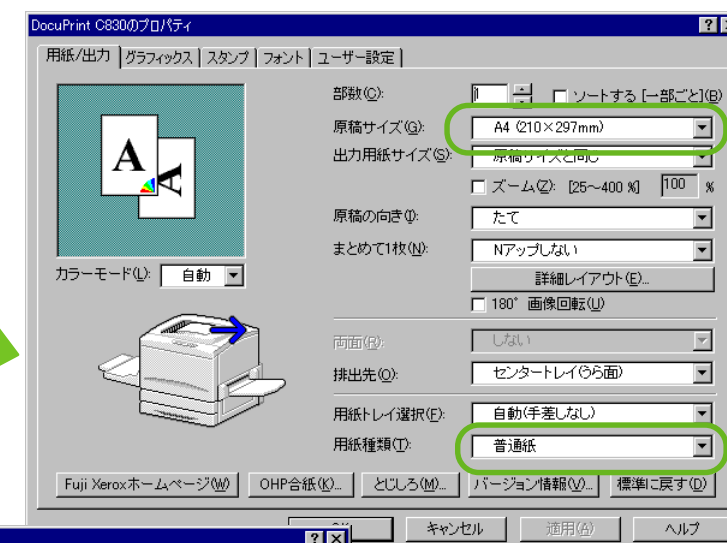 DocuPrint C830のプロパティ
用紙/出力 グラフィックス スタンプ フォント ユーザー設定
部数(C): 1 ソートする [一部ごと](B)
原稿サイズ(G): A4 (210×297mm)
出力用紙サイズ(S): 原稿サイズと同じ
ズーム(Z): [25～400 %] 100 %
原稿の向き(I): たて
まとめて1枚(N): Nアップしない
カラーモード(L): 自動
詳細レイアウト(E)...
180° 画像回転(U)
両面(R): しない
排出先(O): センタートレイ(うら面)
用紙トレイ選択(F): 自動(手差しなし)
用紙種類(T): 普通紙
Fuji Xeroxホームページ(W) OHP合紙(K)... とじしろ(M)... バージョン情報(V)... 標準に戻す(D)
OK キャンセル 適用(A) ヘルプ
A
A